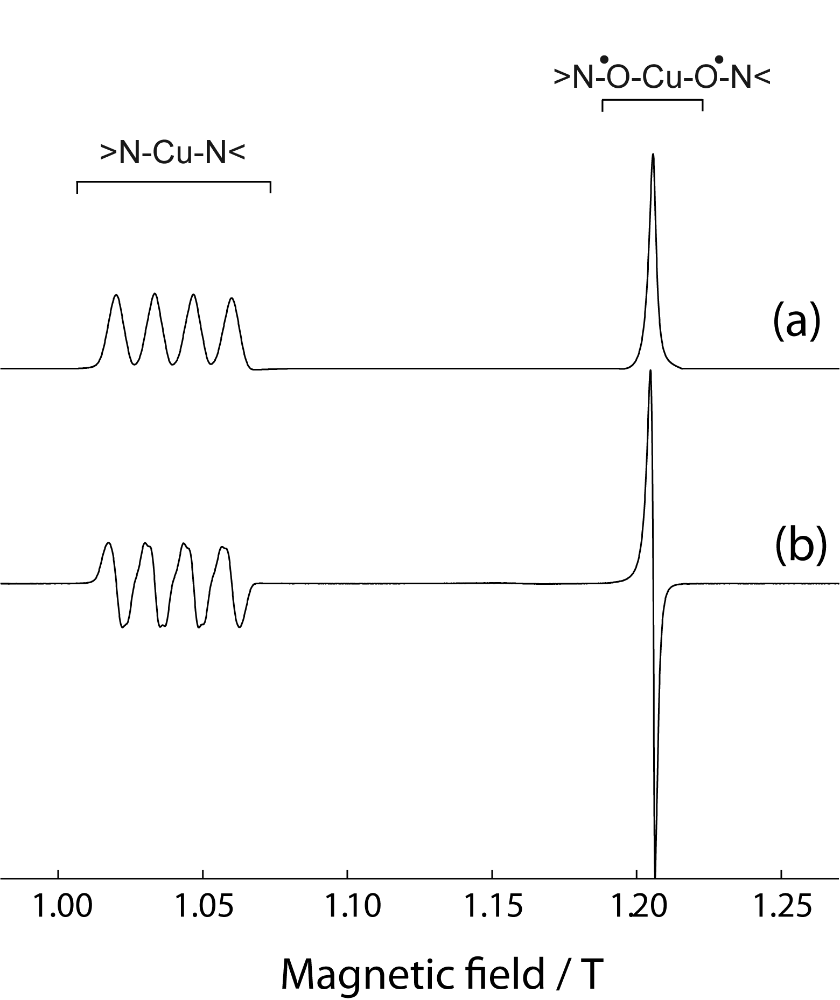 >N-O-Cu-O-N<
>N-Cu-N<
(a)
(b)
1.00 1.05 1.10 1.15 1.20 1.25
Magnetic field / T